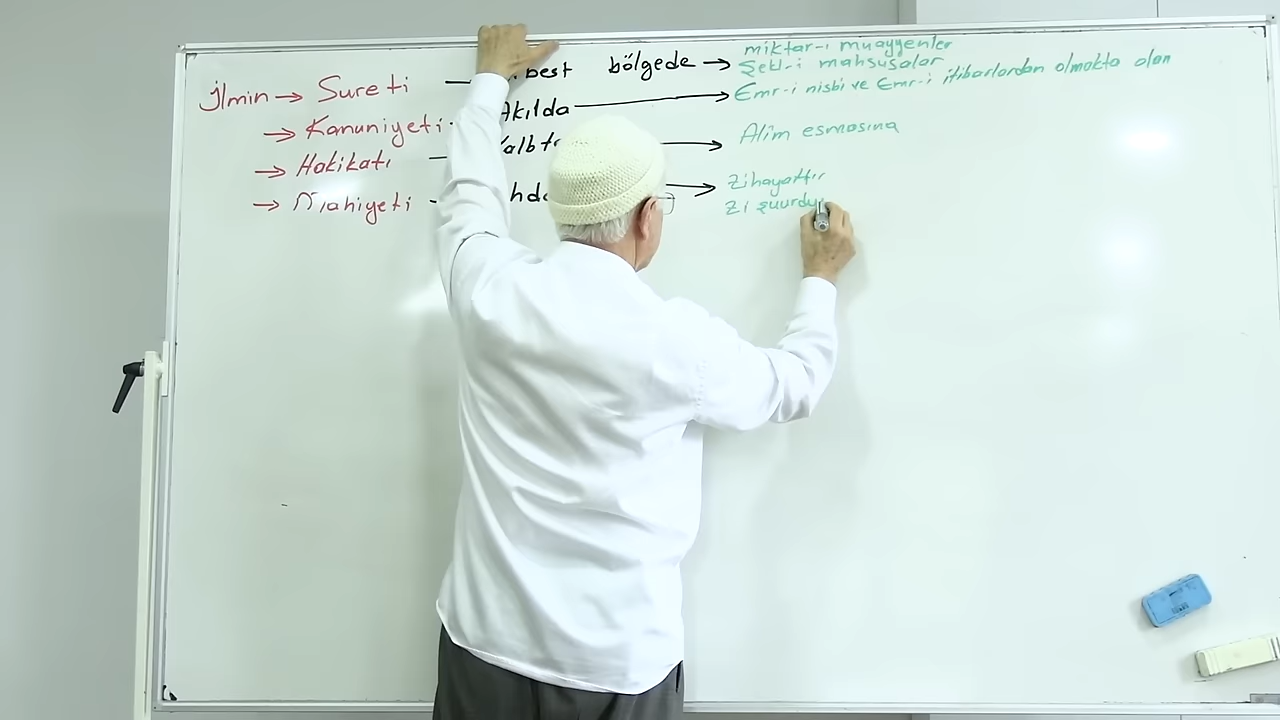 miktar-ı muayyenler
İlmin → Sureti — best bölgede → Şekl-i mahsusalar
→ Kanuniyeti - Akılda → Emr-i nisbi ve Emr-i itibarlardan olmakta olan
→ Hakikatı — → Alim esmasına
→ Mahiyeti - → Zihayattır
Zi şuurdur